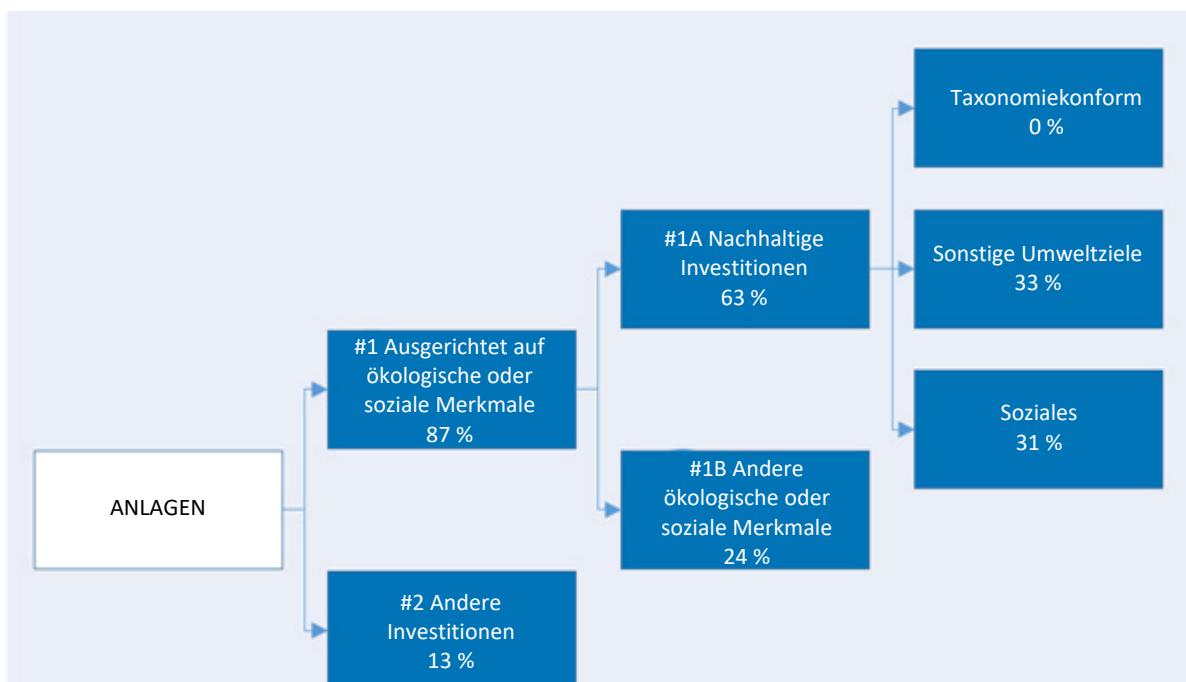 Taxonomiekonform
0 %
#1A Nachhaltige
Investitionen
63 %
Sonstige Umweltziele
33 %
#1 Ausgerichtet auf
ökologische oder
soziale Merkmale
87 %
Soziales
31 %
ANLAGEN
#1B Andere
ökologische oder
soziale Merkmale
24 %
#2 Andere
Investitionen
13 %